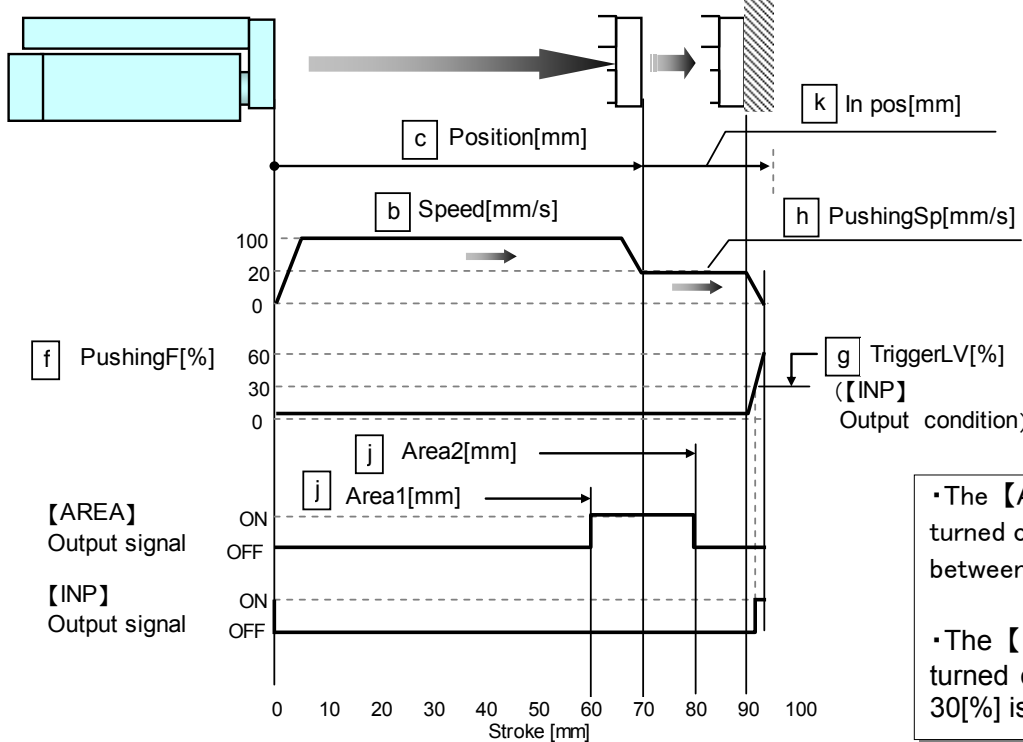 k In pos[mm]
c Position[mm]
b Speed[mm/s]
h PushingSp[mm/s]
100
20
0
f PushingF[%]
60
30
0
g TriggerLV[%]
(【INP】
Output condition)
j Area2[mm]
j Area1[mm]
【AREA】
Output signal
ON
OFF
【INP】
Output signal
ON
OFF
0 10 20 30 40 50 60 70 80 90 100
Stroke [mm]
・The 【A
turned o
between
・The 【
turned
30[%] is